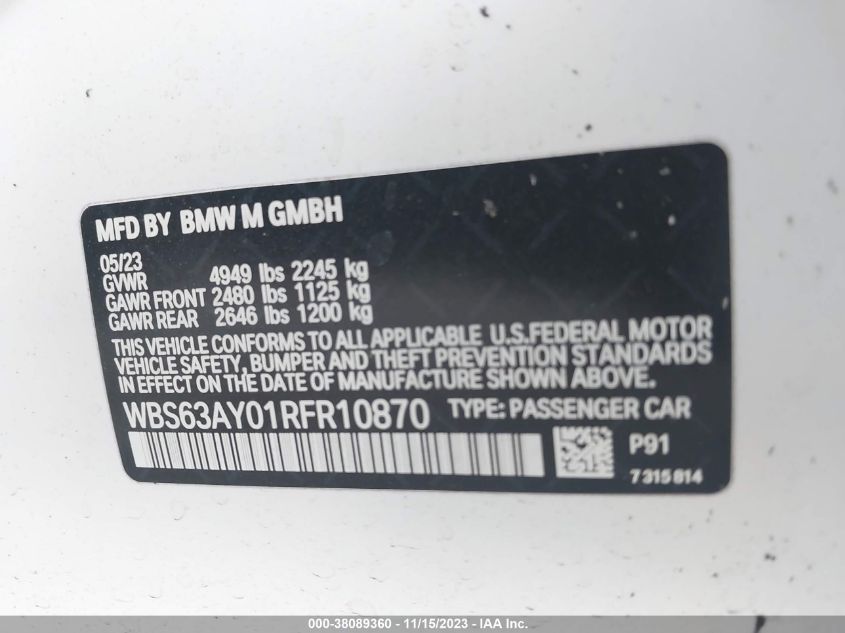 MFD BY BMW M GMBH
05/23
GVWR 4949 lbs 2245 kg
GAWR FRONT 2480 lbs 1125 kg
GAWR REAR 2646 lbs 1200 kg
THIS VEHICLE CONFORMS TO ALL APPLICABLE U.S.FEDERAL MOTOR
VEHICLE SAFETY, BUMPER AND THEFT PREVENTION STANDARDS
IN EFFECT ON THE DATE OF MANUFACTURE SHOWN ABOVE.
WBS63AY01RFR10870 TYPE: PASSENGER CAR
P91
7315814
000-38089360 - 11/15/2023 - IAA Inc.